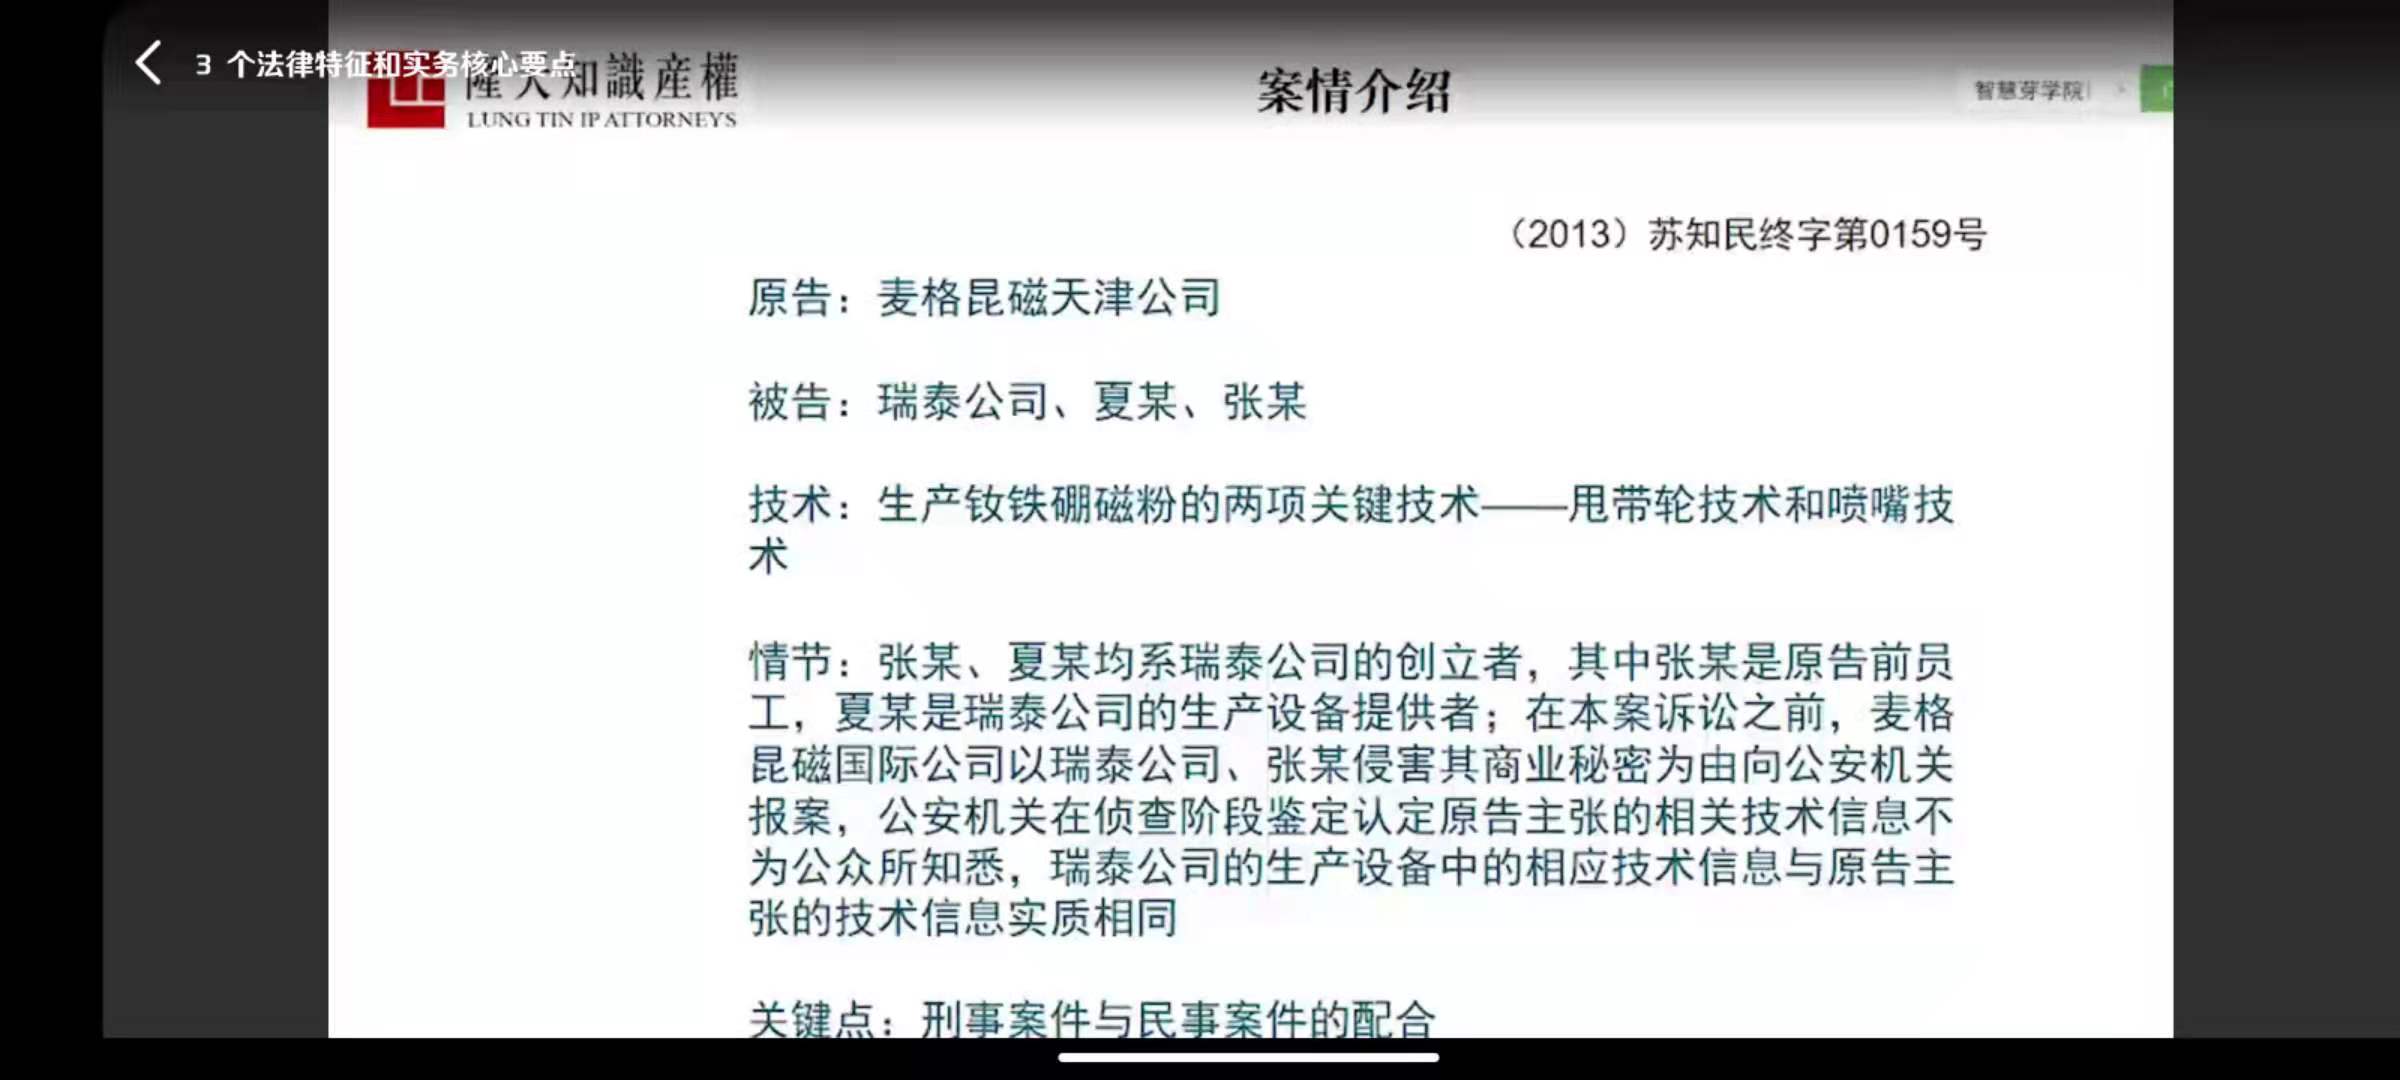 3 个法律特征和实务核心要点
隆天知識産權
LUNG TIN IP ATTORNEYS
案情介绍
智慧芽学院
（2013）苏知民终字第0159号
原告：麦格昆磁天津公司
被告：瑞泰公司、夏某、张某
技术：生产钕铁硼磁粉的两项关键技术——甩带轮技术和喷嘴技
术
情节：张某、夏某均系瑞泰公司的创立者，其中张某是原告前员
工，夏某是瑞泰公司的生产设备提供者；在本案诉讼之前，麦格
昆磁国际公司以瑞泰公司、张某侵害其商业秘密为由向公安机关
报案，公安机关在侦查阶段鉴定认定原告主张的相关技术信息不
为公众所知悉，瑞泰公司的生产设备中的相应技术信息与原告主
张的技术信息实质相同
关键点：刑事案件与民事案件的配合